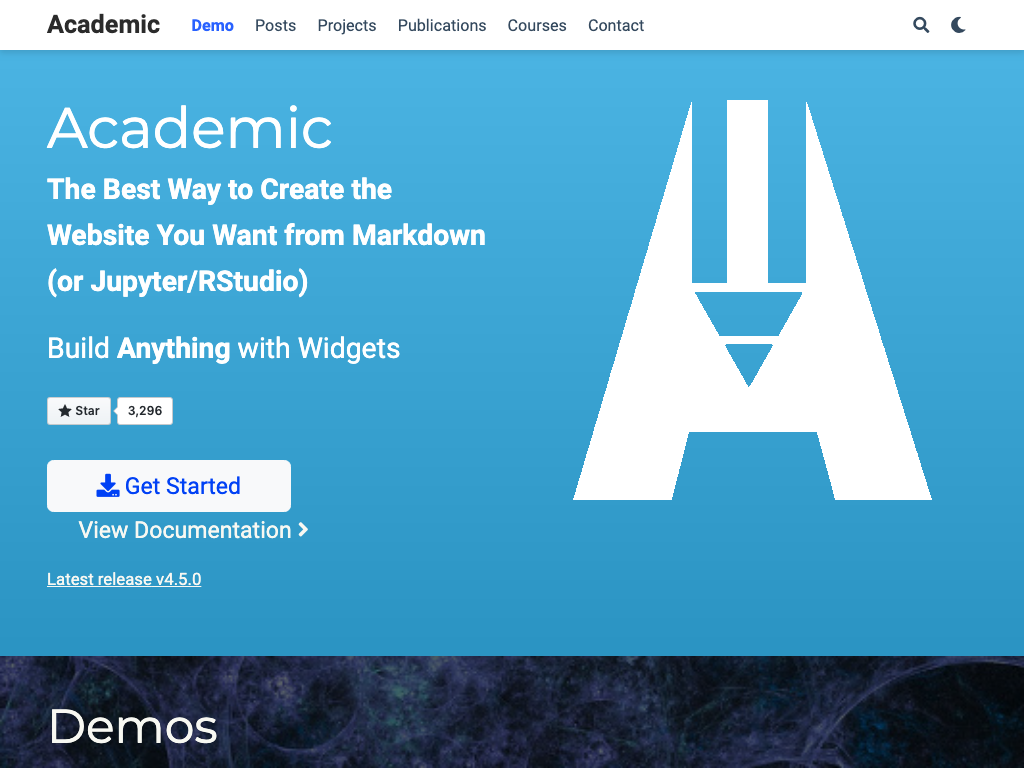 Academic Demo Posts Projects Publications Courses Contact
Academic
The Best Way to Create the
Website You Want from Markdown
(or Jupyter/RStudio)
Build Anything with Widgets
Star 3,296
Get Started
View Documentation
Latest release v4.5.0
Demos